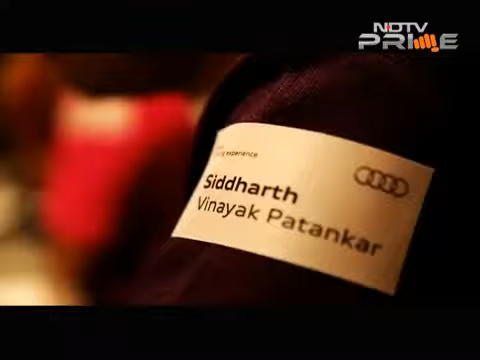 NDTV
PRIME
experience
Siddharth
Vinayak Patankar